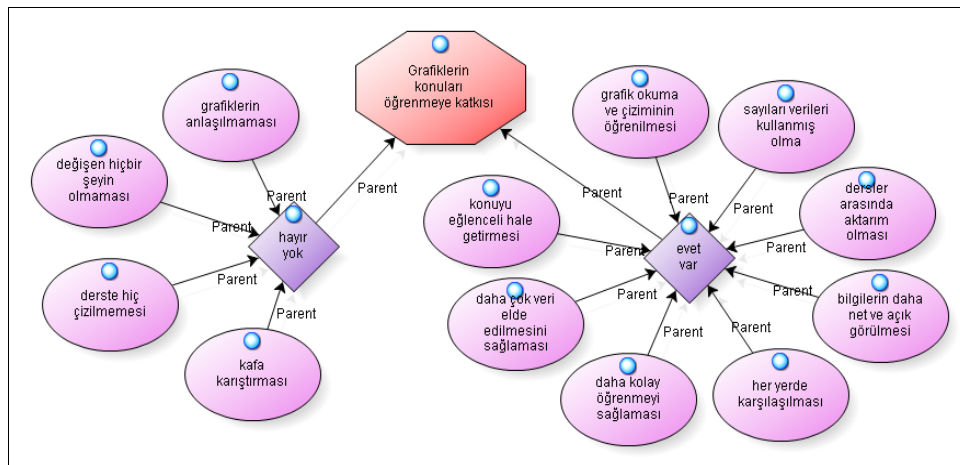 Grafiklerin
konuları
öğrenmeye katkısı
grafiklerin
anlaşılmaması
değişen hiçbir
şeyin
olmaması
derste hiç
çizilmemesi
kafa
karıştırması
hayır
yok
Parent
Parent
Parent
Parent
Parent
grafik okuma
ve çiziminin
öğrenilmesi
sayıları verileri
kullanmış
olma
dersler
arasında
aktarım
olması
konuyu
eğlenceli hale
getirmesi
evet
var
daha çok veri
elde
edilmesini
sağlaması
bilgilerin daha
net ve açık
görülmesi
daha kolay
öğrenmeyi
sağlaması
her yerde
karşılaşılması
Parent
Parent
Parent
Parent
Parent
Parent
Parent
Parent
Parent